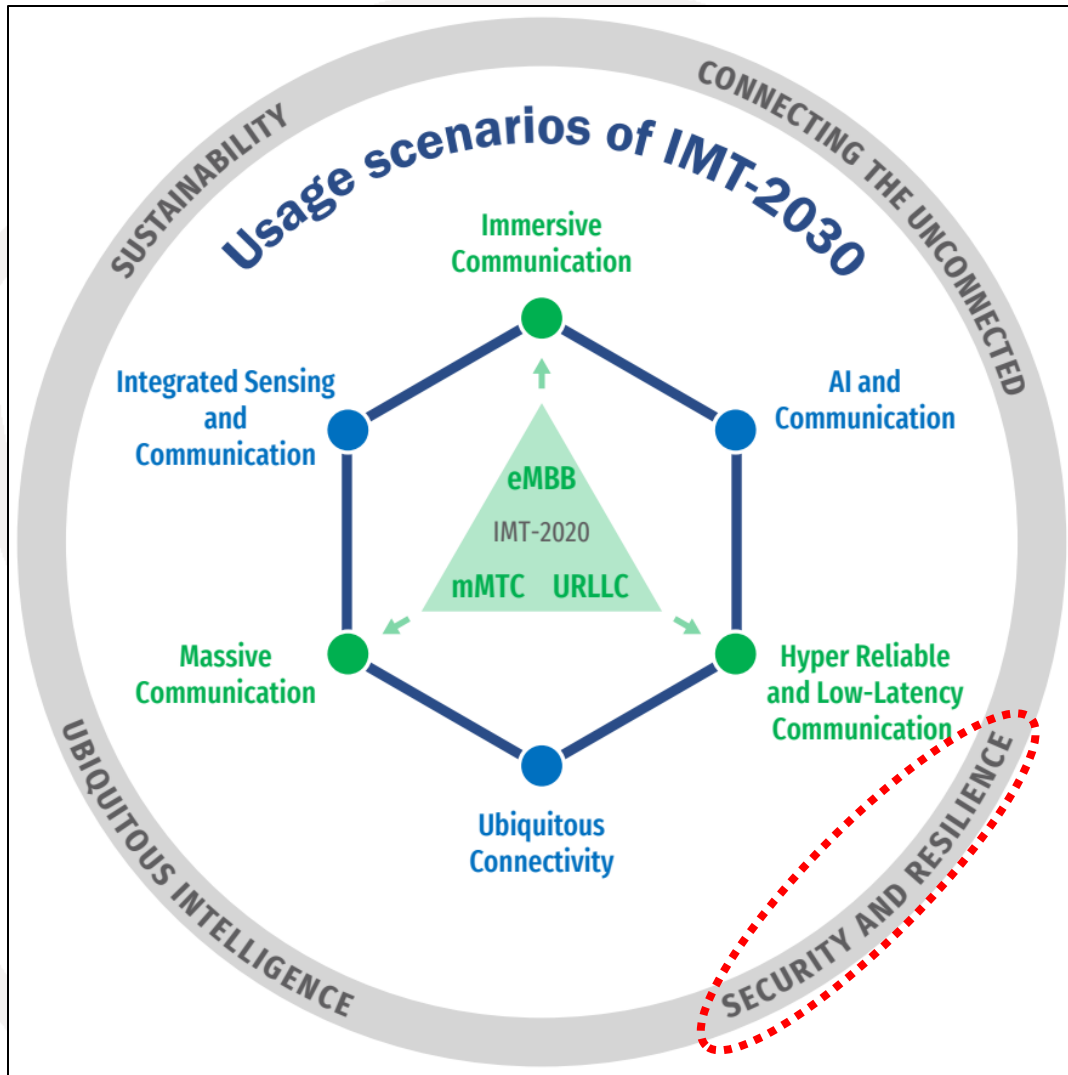 SUSTAINABILITY
CONNECTING THE UNCONNECTED
Usage scenarios of IMT-2030
Immersive
Communication
Integrated Sensing
and
Communication
AI and
Communication
eMBB
IMT-2020
mMTC URLLC
Massive
Communication
Hyper Reliable
and Low-Latency
Communication
Ubiquitous
Connectivity
UBIQUITOUS INTELLIGENCE
SECURITY AND RESILIENCE